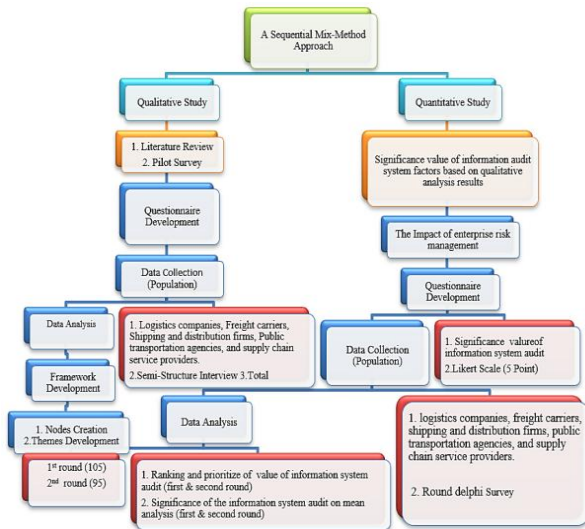 A Sequential Mix-Method
Approach
Qualitative Study
Quantitative Study
1. Literature Review
2. Pilot Survey
Significance value of information audit
system factors based on qualitative
analysis results
Questionnaire
Development
The Impact of enterprise risk
management
Data Collection
(Population)
Questionnaire
Development
Data Analysis
1. Logistics companies, Freight carriers,
Shipping and distribution firms, Public
transportation agencies, and supply chain
service providers.
2.Semi-Structure Interview 3.Total
Data Collection
(Population)
1. Significance valureof
information system audit
2.Likert Scale (5 Point)
Framework
Development
1. Nodes Creation
2.Themes Development
Data Analysis
1. logistics companies, freight carriers,
shipping and distribution firms, public
transportation agencies, and supply
chain service providers.
2. Round delphi Survey
1st round (105)
2nd round (95)
1. Ranking and prioritize of value of information system
audit (first & second round)
2. Significance of the information system audit on mean
analysis (first & second round)